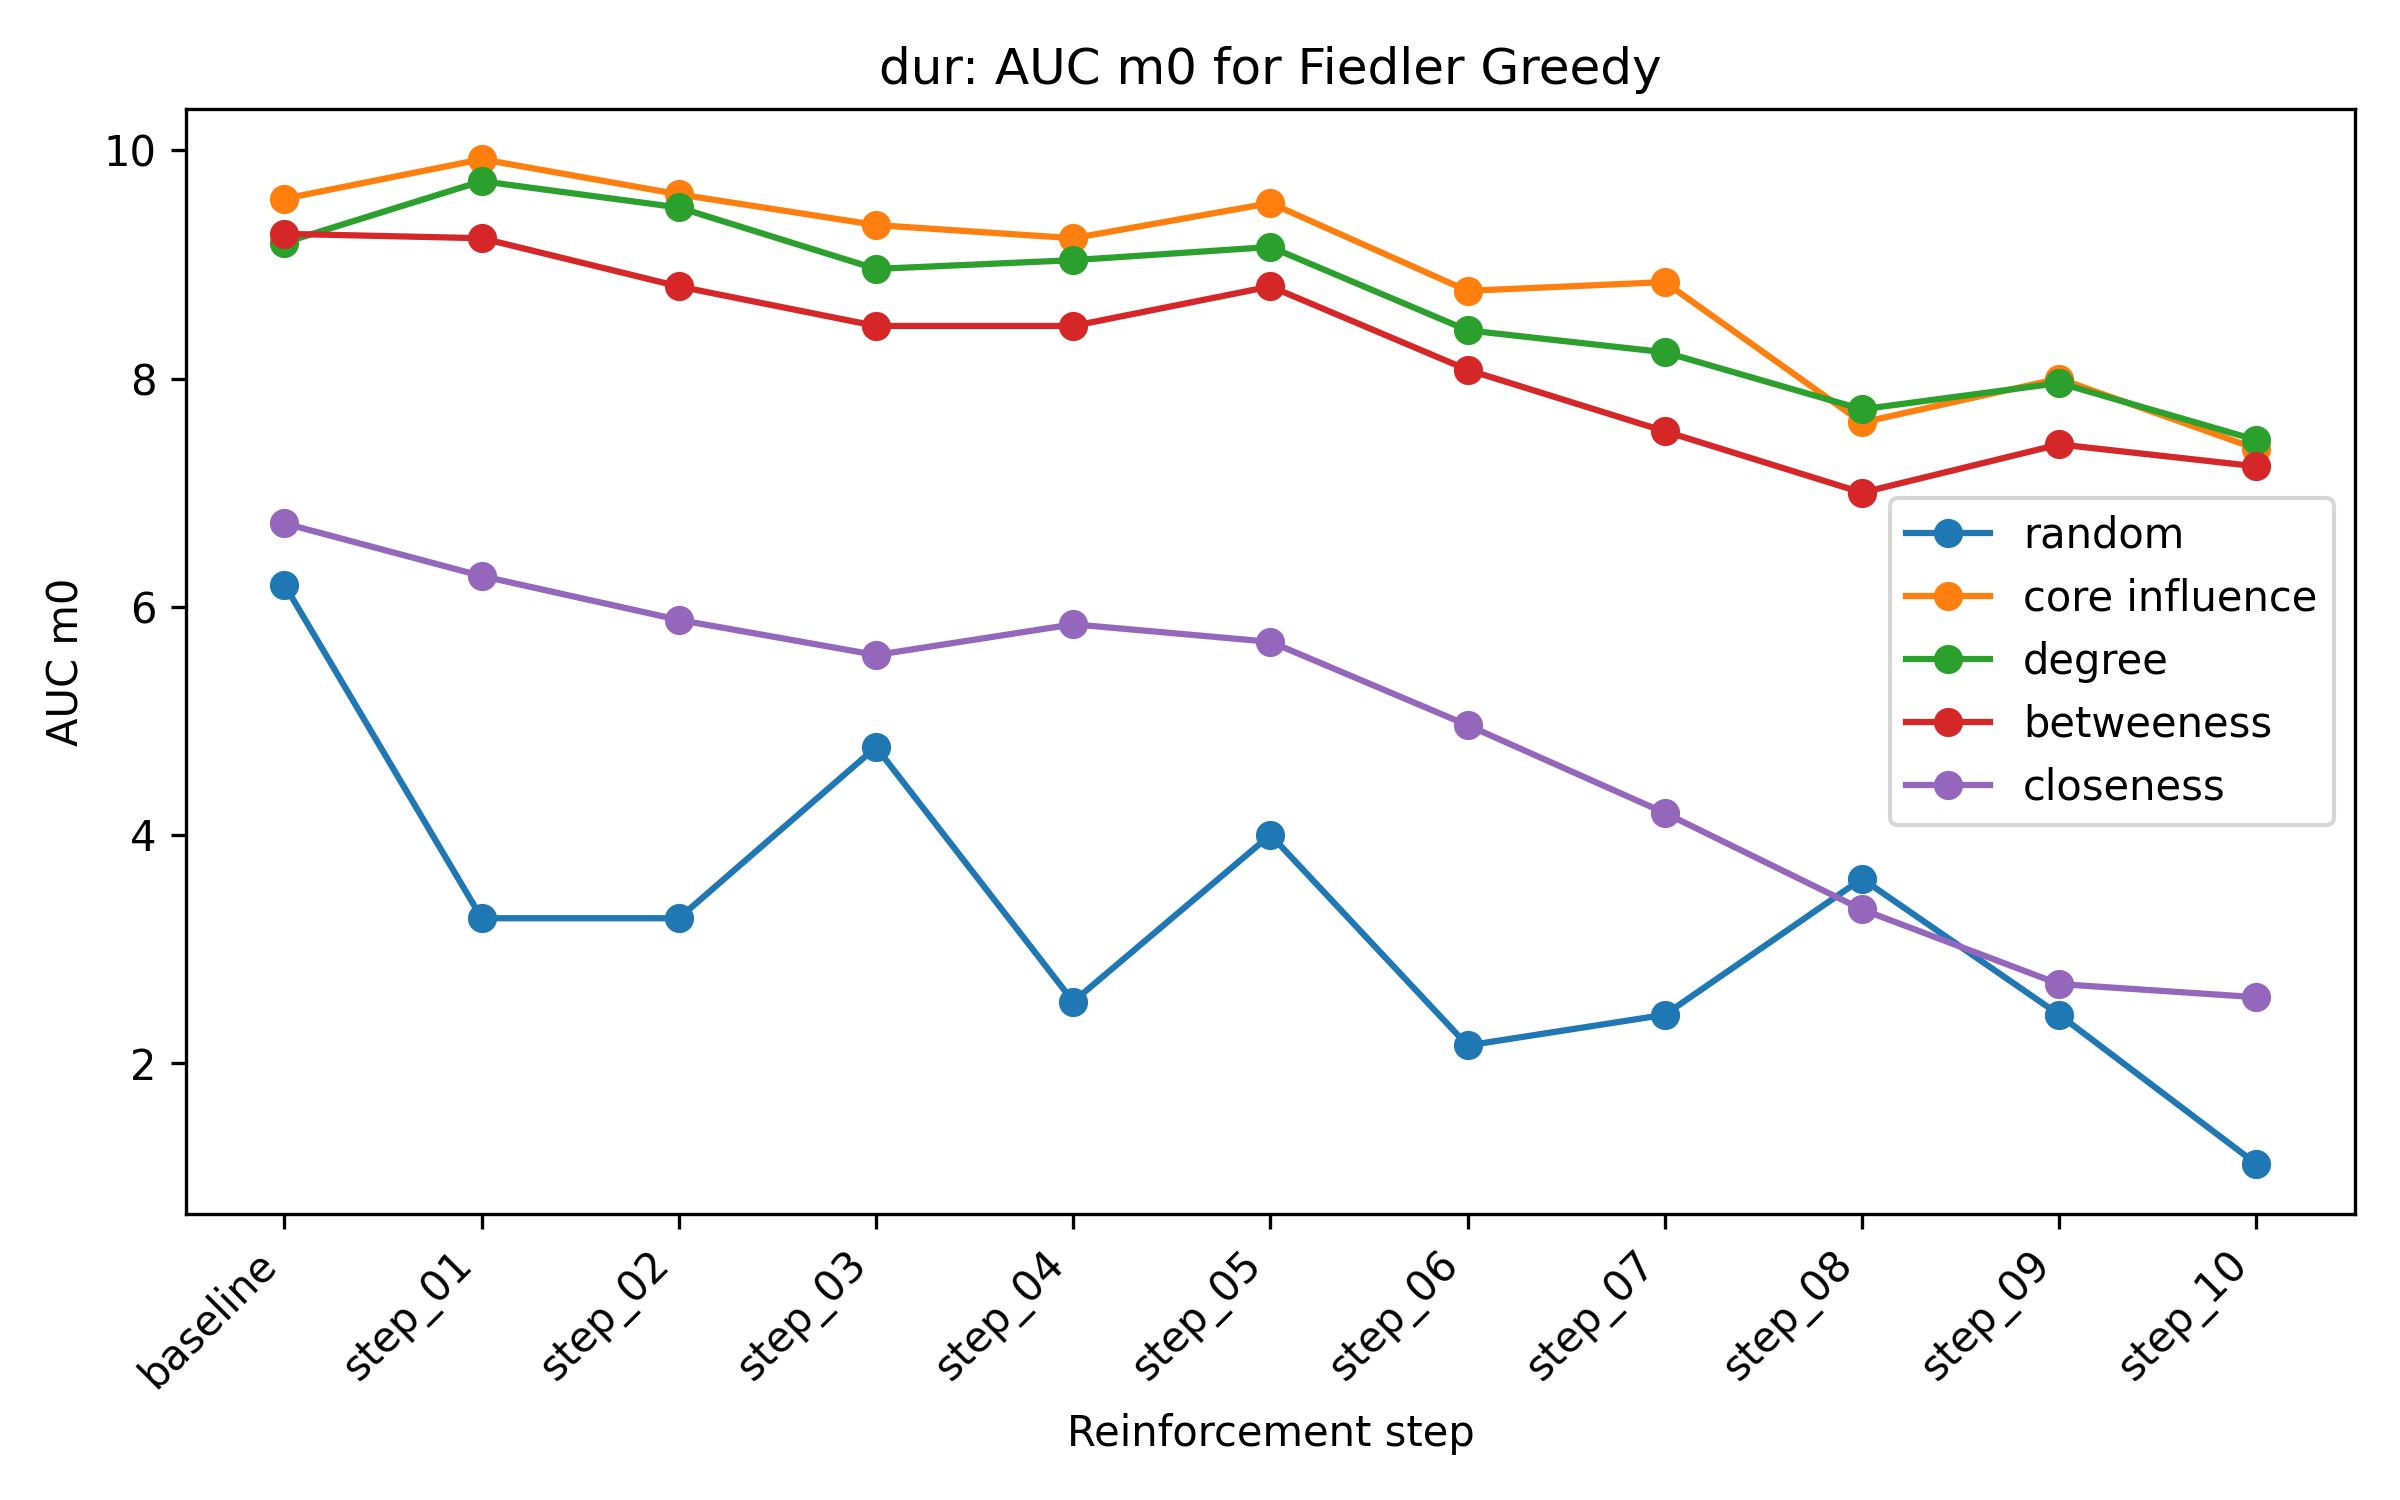 dur: AUC m0 for Fiedler Greedy
AUC m0
10
8
6
4
2
random
core influence
degree
betweeness
closeness
baseline
step_01
step_02
step_03
step_04
step_05
step_06
step_07
step_08
step_09
step_10
Reinforcement step